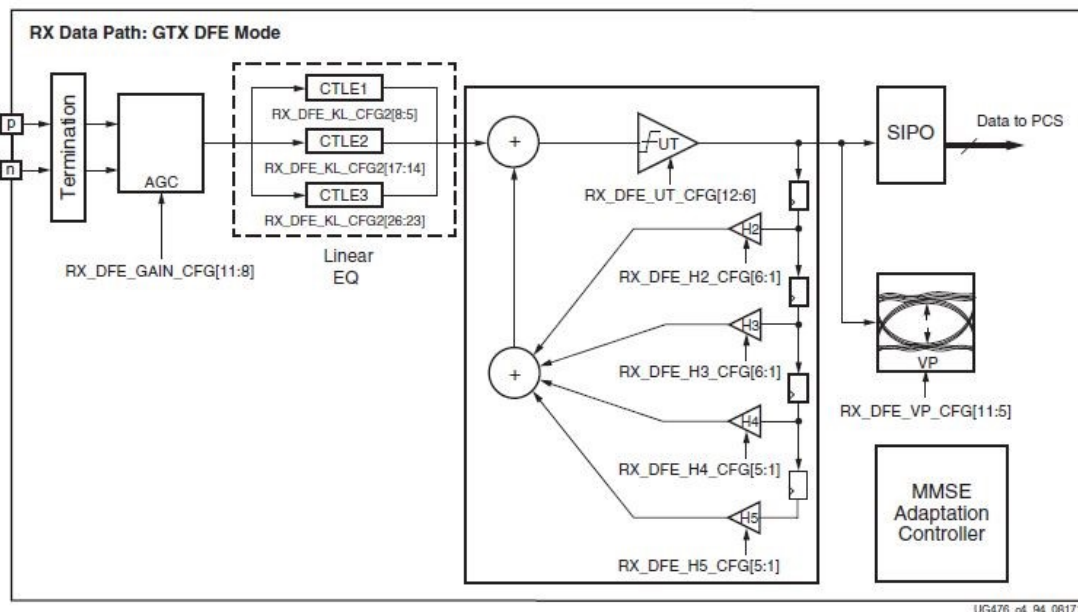 RX Data Path: GTX DFE Mode
p
n
Termination
AGC
RX_DFE_GAIN_CFG[11:8]
CTLE1
RX_DFE_KL_CFG2[8:5]
CTLE2
RX_DFE_KL_CFG2[17:14]
CTLE3
RX_DFE_KL_CFG2[26:23]
Linear
EQ
+
UT
RX_DFE_UT_CFG[12:6]
H2
RX_DFE_H2_CFG[6:1]
H3
RX_DFE_H3_CFG[6:1]
+
H4
RX_DFE_H4_CFG[5:1]
H5
RX_DFE_H5_CFG[5:1]
SIPO
Data to PCS
VP
RX_DFE_VP_CFG[11:5]
MMSE
Adaptation
Controller